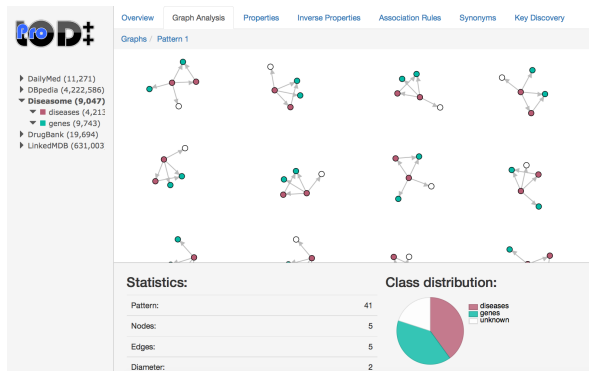 Pro LOD++
Overview Graph Analysis Properties Inverse Properties Association Rules Synonyms Key Discovery
Graphs / Pattern 1
DailyMed (11,271)
DBpedia (4,222,586)
Diseasome (9,047)
diseases (4,213
genes (9,743)
DrugBank (19,694)
LinkedMDB (631,003
Statistics:
Pattern: 41
Nodes: 5
Edges: 5
Diameter: 2
Class distribution:
diseases
genes
unknown